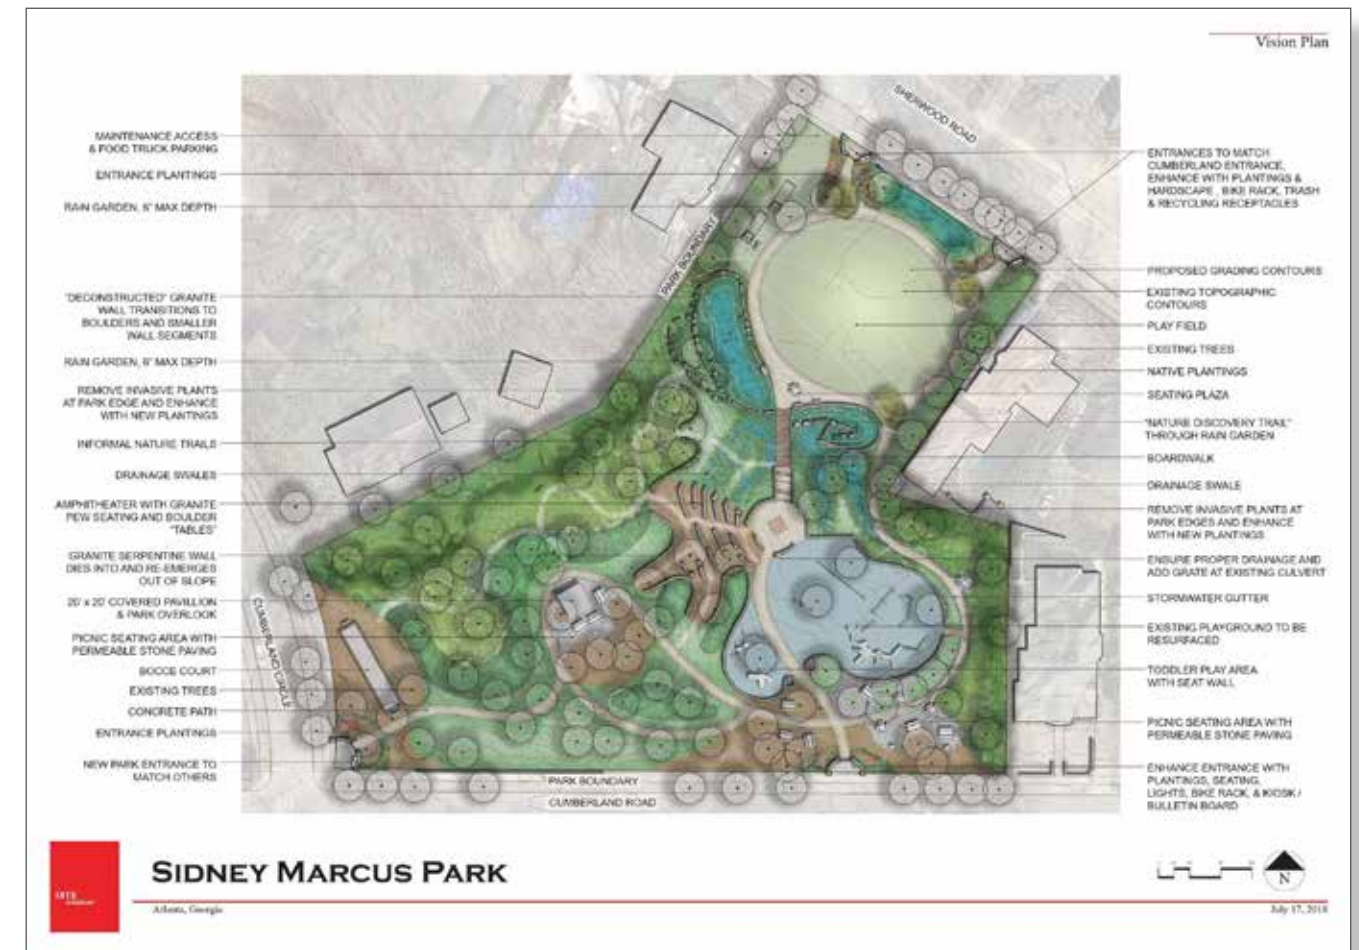 Vision Plan
MAINTENANCE ACCESS
& FOOD TRUCK PARKING
ENTRANCE PLANTINGS
RAIN GARDEN, 6" MAX DEPTH
"DECONSTRUCTED" GRANITE
WALL TRANSITIONS TO
BOULDERS AND SMALLER
WALL SEGMENTS
RAIN GARDEN, 6" MAX DEPTH
REMOVE INVASIVE PLANTS
AT PARK EDGE AND ENHANCE
WITH NEW PLANTINGS
INFORMAL NATURE TRAILS
DRAINAGE SWALES
AMPHITHEATER WITH GRANITE
PEW SEATING AND BOULDER
"TABLES"
GRANITE SERPENTINE WALL
DIES INTO AND RE-EMERGES
OUT OF SLOPE
20' x 20' COVERED PAVILLION
& PARK OVERLOOK
PICNIC SEATING AREA WITH
PERMEABLE STONE PAVING
BOCCE COURT
EXISTING TREES
CONCRETE PATH
ENTRANCE PLANTINGS
NEW PARK ENTRANCE TO
MATCH OTHERS
SHERWOOD ROAD
PARK BOUNDARY
CUMBERLAND CIRCLE
PARK BOUNDARY
CUMBERLAND ROAD
ENTRANCES TO MATCH
CUMBERLAND ENTRANCE,
ENHANCE WITH PLANTINGS &
HARDSCAPE, BIKE RACK, TRASH
& RECYCLING RECEPTACLES
PROPOSED GRADING CONTOURS
EXISTING TOPOGRAPHIC
CONTOURS
PLAY FIELD
EXISTING TREES
NATIVE PLANTINGS
SEATING PLAZA
"NATURE DISCOVERY TRAIL"
THROUGH RAIN GARDEN
BOARDWALK
DRAINAGE SWALE
REMOVE INVASIVE PLANTS AT
PARK EDGES AND ENHANCE
WITH NEW PLANTINGS
ENSURE PROPER DRAINAGE AND
ADD GRATE AT EXISTING CULVERT
STORMWATER GUTTER
EXISTING PLAYGROUND TO BE
RESURFACED
TODDLER PLAY AREA
WITH SEAT WALL
PICNIC SEATING AREA WITH
PERMEABLE STONE PAVING
ENHANCE ENTRANCE WITH
PLANTINGS, SEATING,
LIGHTS, BIKE RACK, & KIOSK /
BULLETIN BOARD
SIDNEY MARCUS PARK
N
Atlanta, Georgia
July 17, 2018